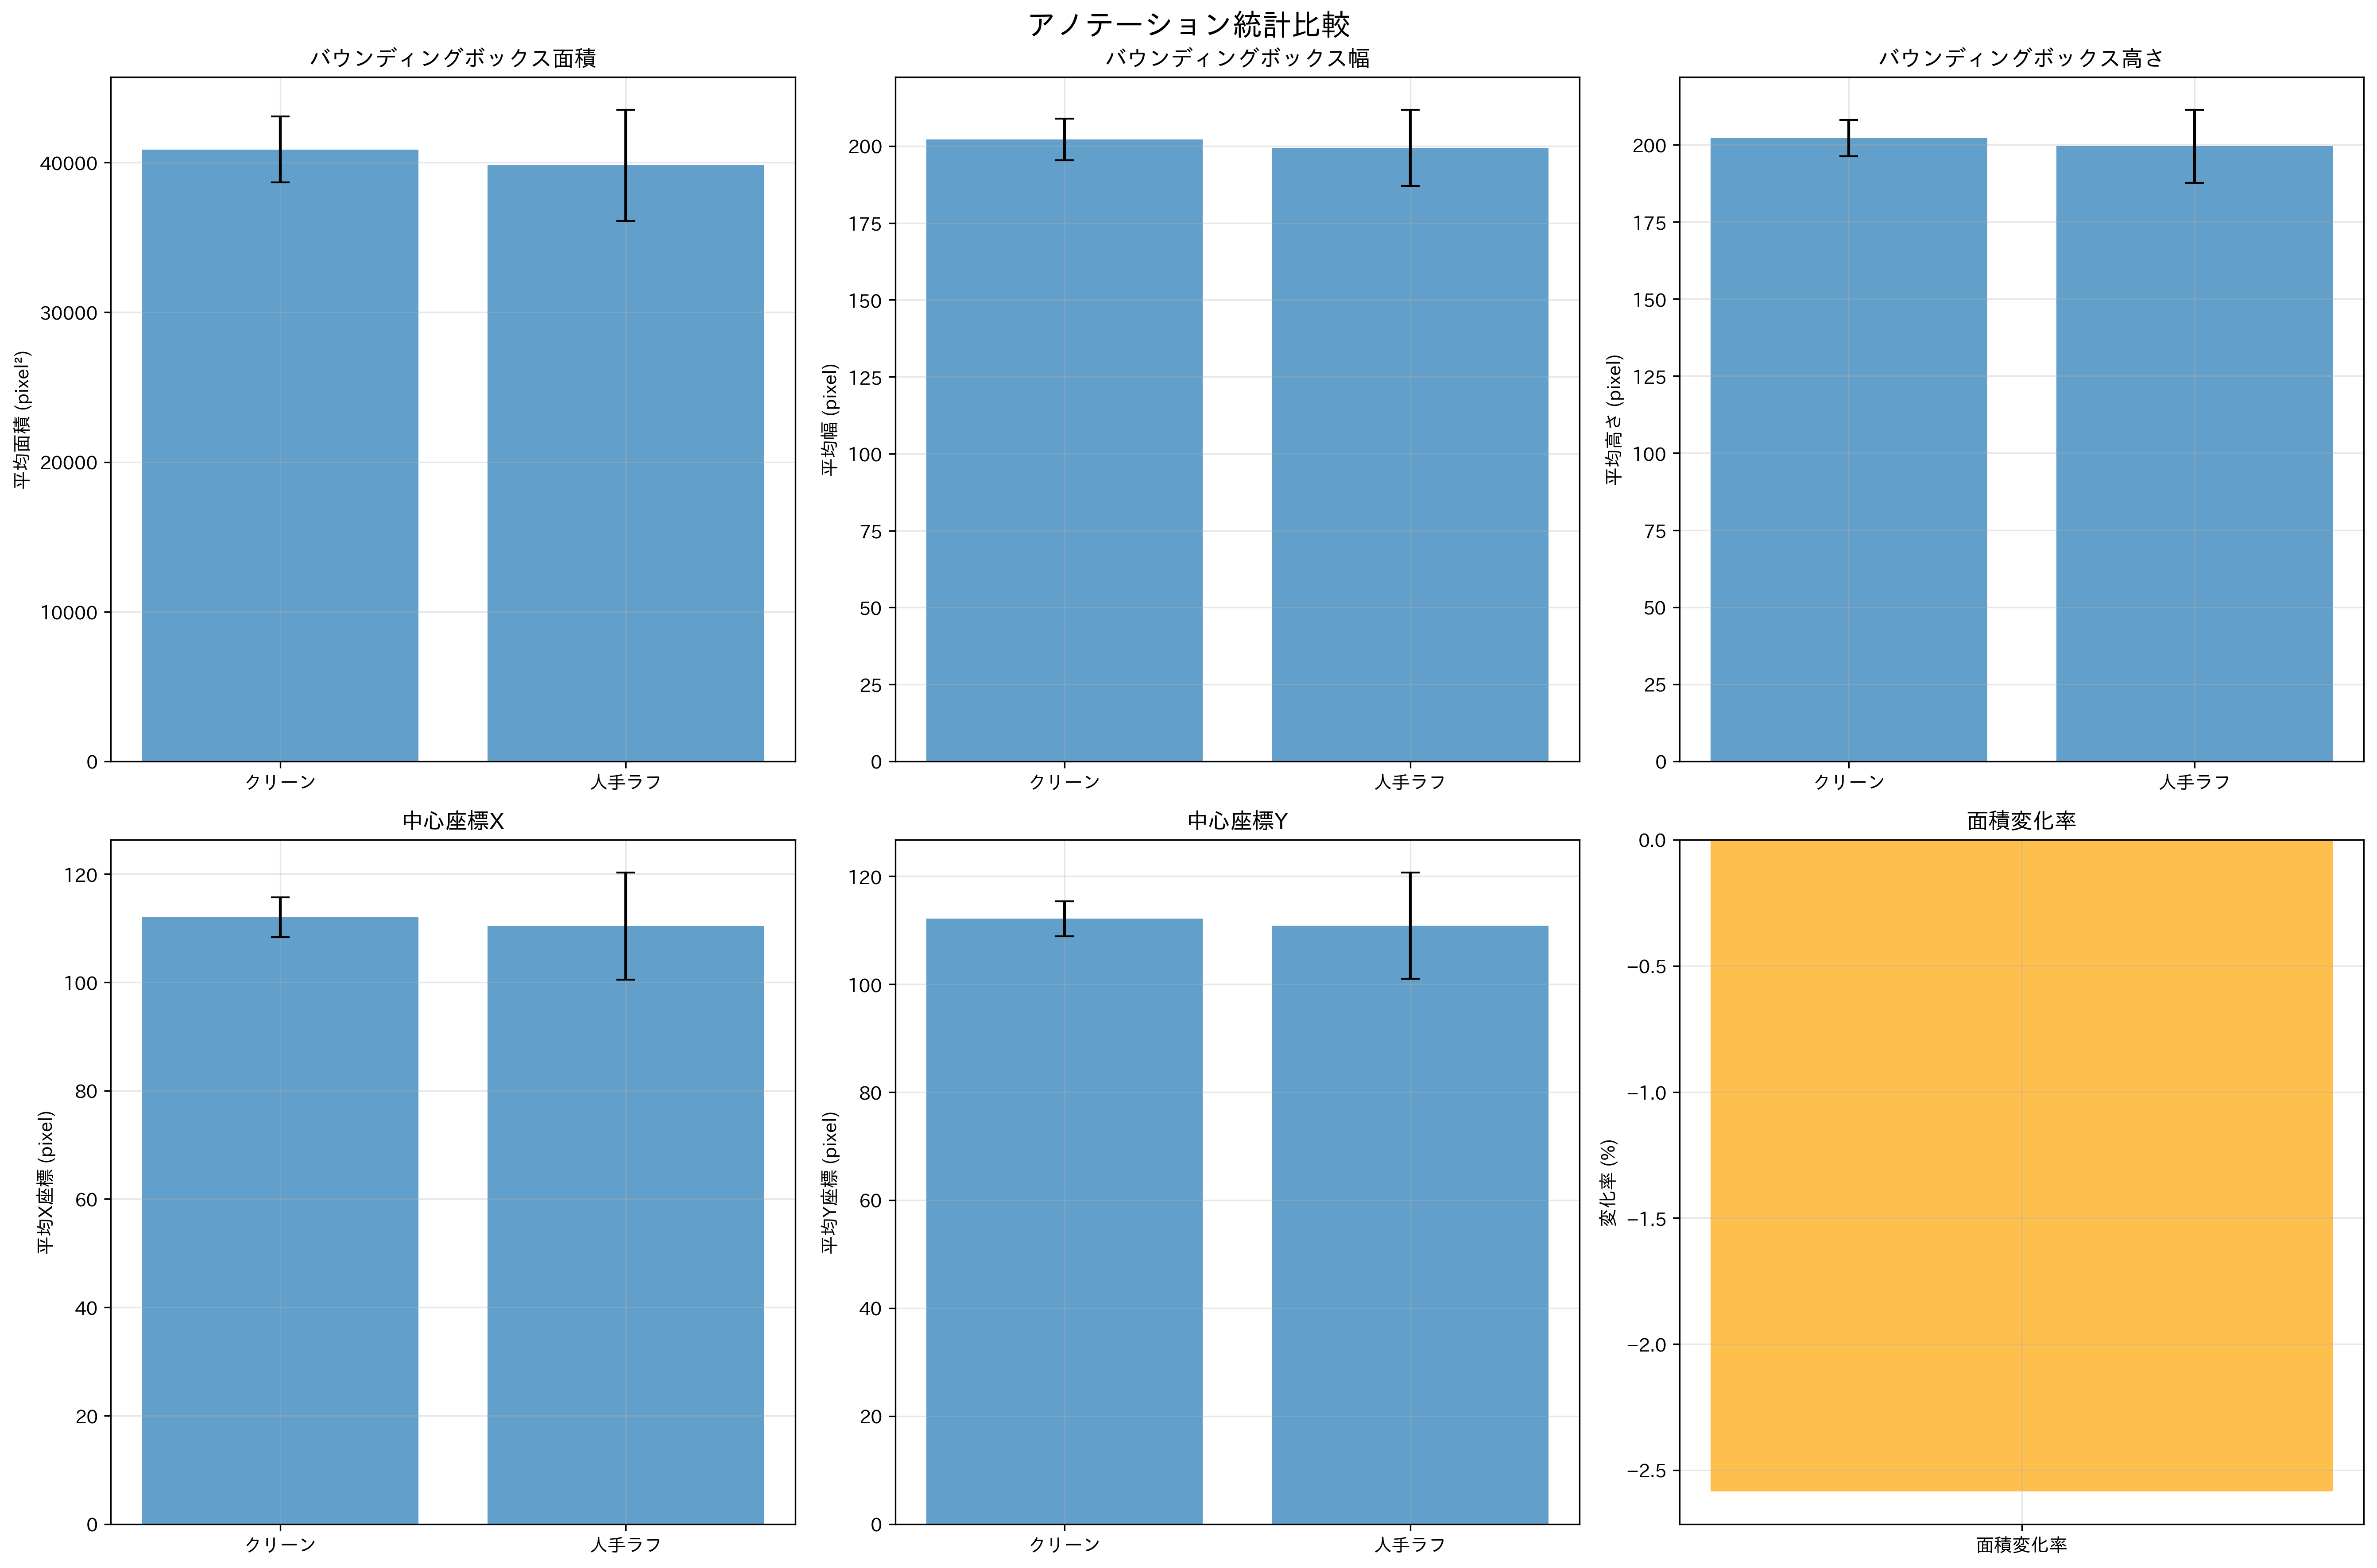 アノテーション統計比較
バウンディングボックス面積
平均面積 (pixel²)
40000
30000
20000
10000
0
クリーン 人手ラフ
バウンディングボックス幅
平均幅 (pixel)
200
175
150
125
100
75
50
25
0
クリーン 人手ラフ
バウンディングボックス高さ
平均高さ (pixel)
200
175
150
125
100
75
50
25
0
クリーン 人手ラフ
中心座標X
平均X座標 (pixel)
120
100
80
60
40
20
0
クリーン 人手ラフ
中心座標Y
平均Y座標 (pixel)
120
100
80
60
40
20
0
クリーン 人手ラフ
面積変化率
変化率 (%)
0.0
−0.5
−1.0
−1.5
−2.0
−2.5
面積変化率